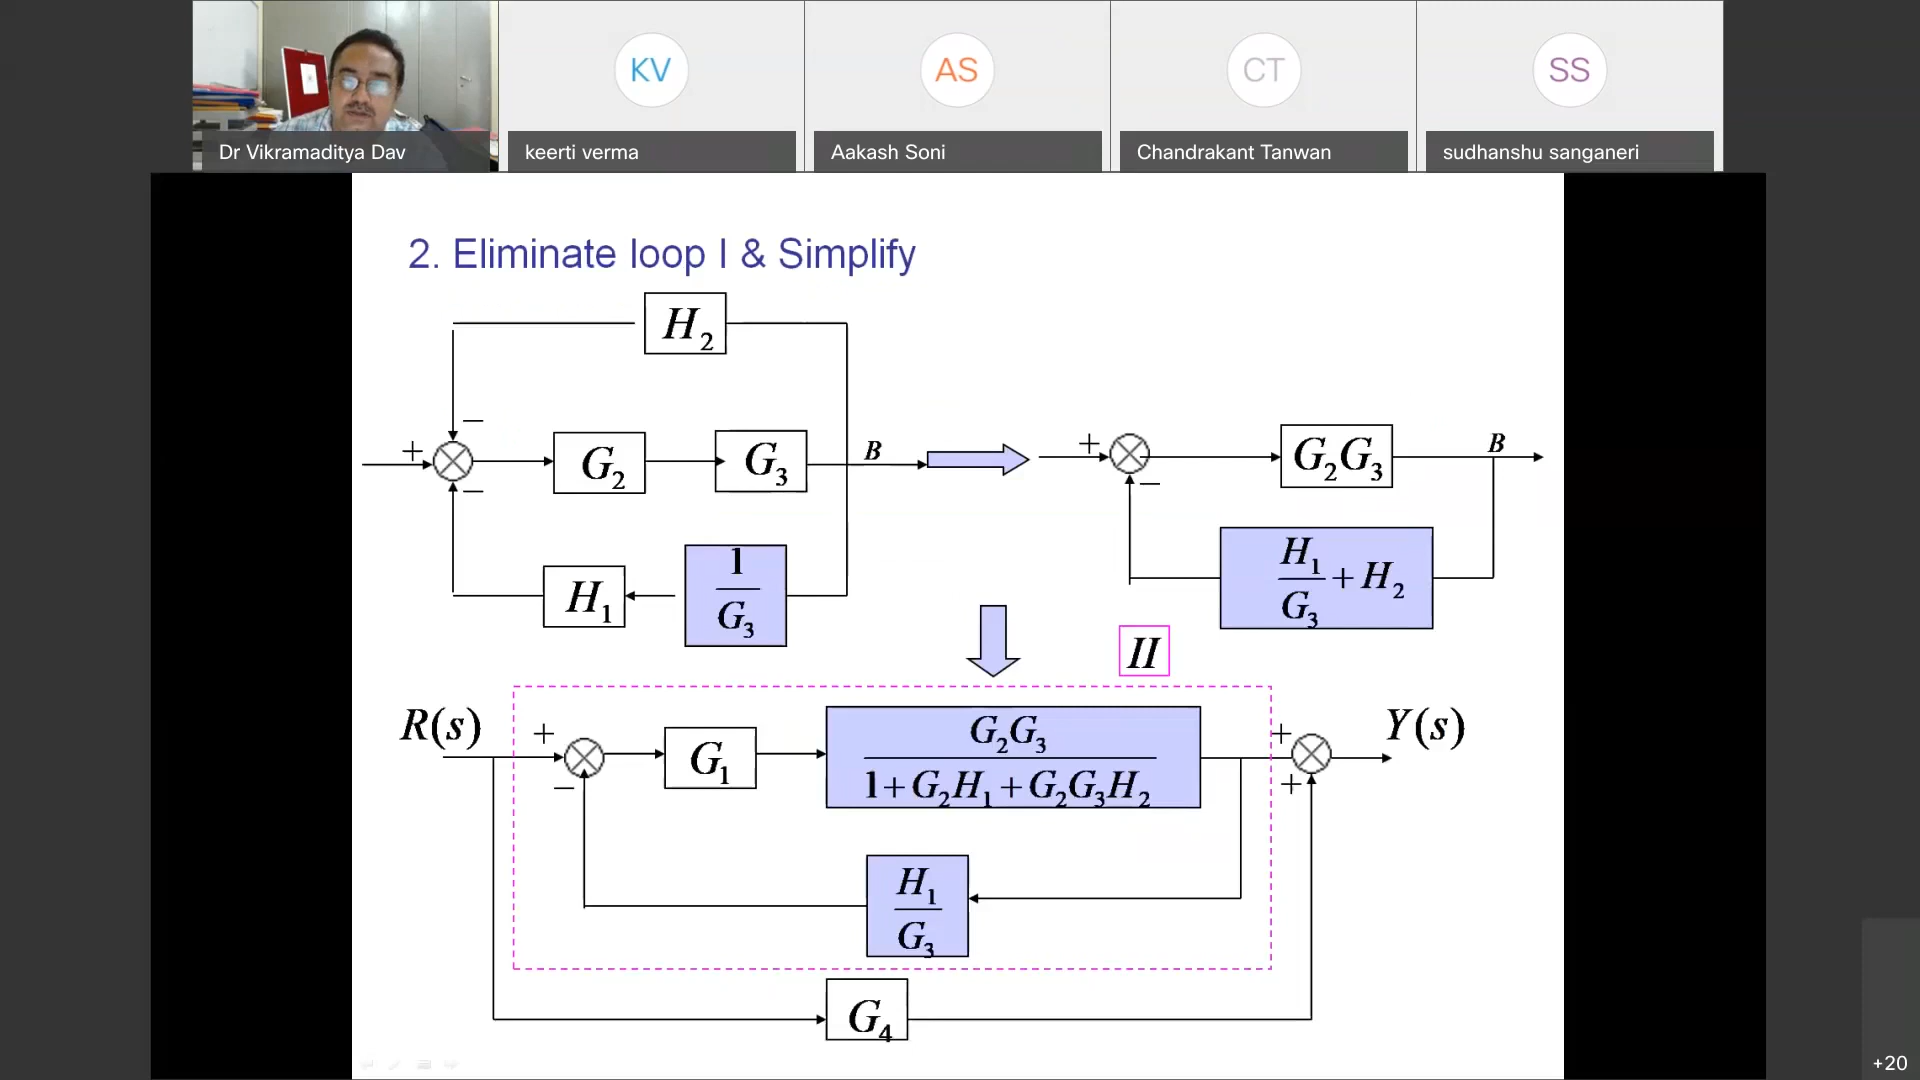 KV
AS
CT
SS
Dr Vikramaditya Dav
keerti verma
Aakash Soni
Chandrakant Tanwan
sudhanshu sanganeri
2. Eliminate loop I & Simplify
H₂
−
+
G₂
G₃
B
−
H₁
1
G₃
+
−
G₂G₃
B
H₁
G₃
+ H₂
II
R(s)
+
−
G₁
G₂G₃
1 + G₂H₁ + G₂G₃H₂
+
+
Y(s)
H₁
G₃
G₄
+20